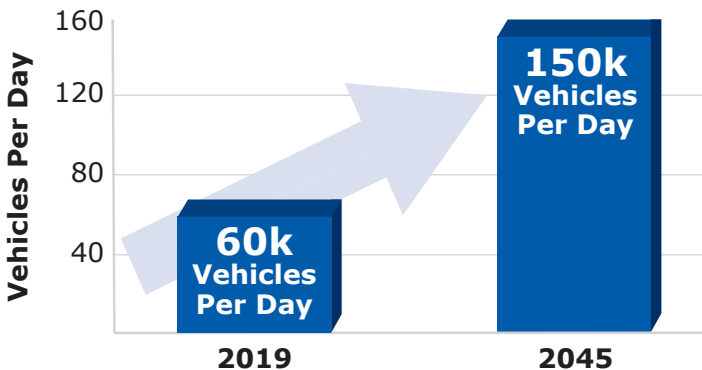 Vehicles Per Day
160
120
80
40
150k
Vehicles
Per Day
60k
Vehicles
Per Day
2019
2045